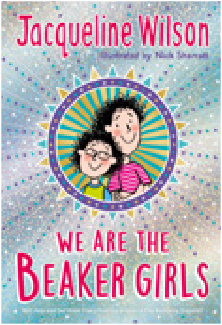 Jacqueline Wilson
Illustrated by Nick Sharratt
WE ARE THE
BEAKER GIRLS